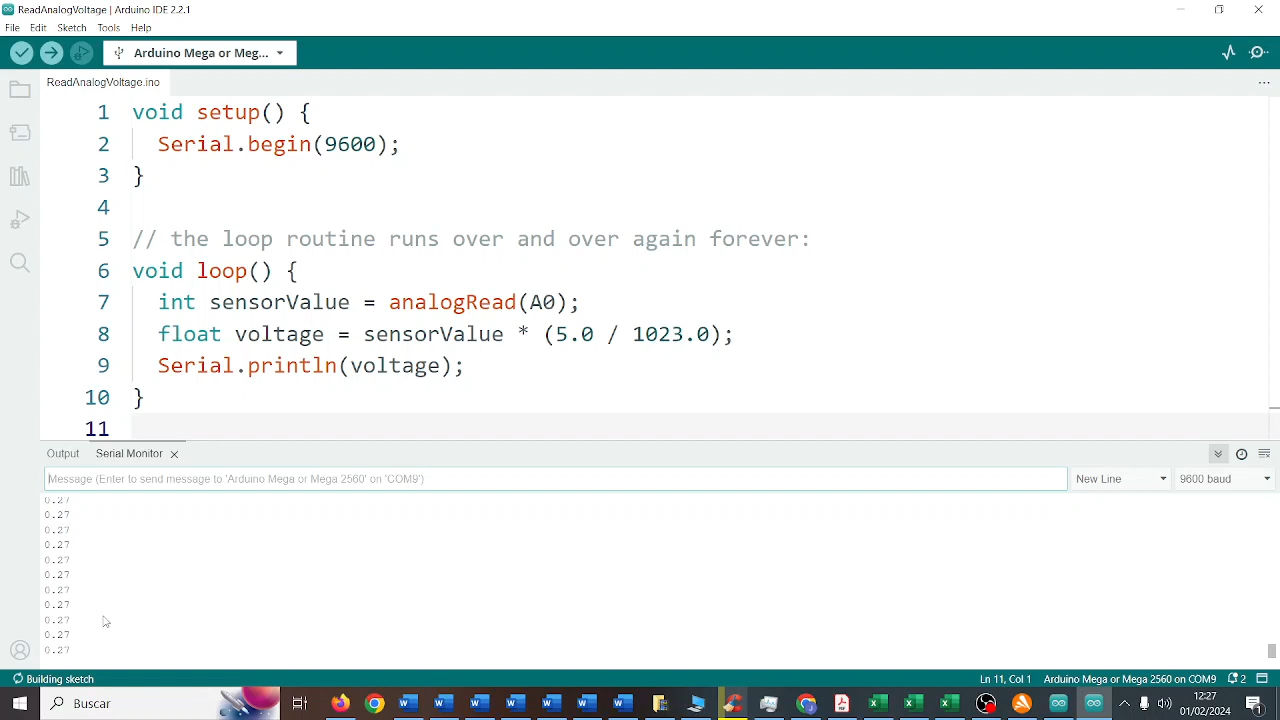 ReadAnalogVoltage | Arduino IDE 2.2.1
File Edit Sketch Tools Help
Arduino Mega or Meg...
ReadAnalogVoltage.ino
1 void setup() {
2 Serial.begin(9600);
3 }
4
5 // the loop routine runs over and over again forever:
6 void loop() {
7 int sensorValue = analogRead(A0);
8 float voltage = sensorValue * (5.0 / 1023.0);
9 Serial.println(voltage);
10 }
11
Output Serial Monitor
Message (Enter to send message to 'Arduino Mega or Mega 2560' on 'COM9') New Line 9600 baud
0.27
0.27
0.27
0.27
0.27
0.27
0.27
0.27
0.27
0.27
0.27
Building sketch Ln 11, Col 1 Arduino Mega or Mega 2560 on COM9 2
Buscar
12:27
01/02/2024